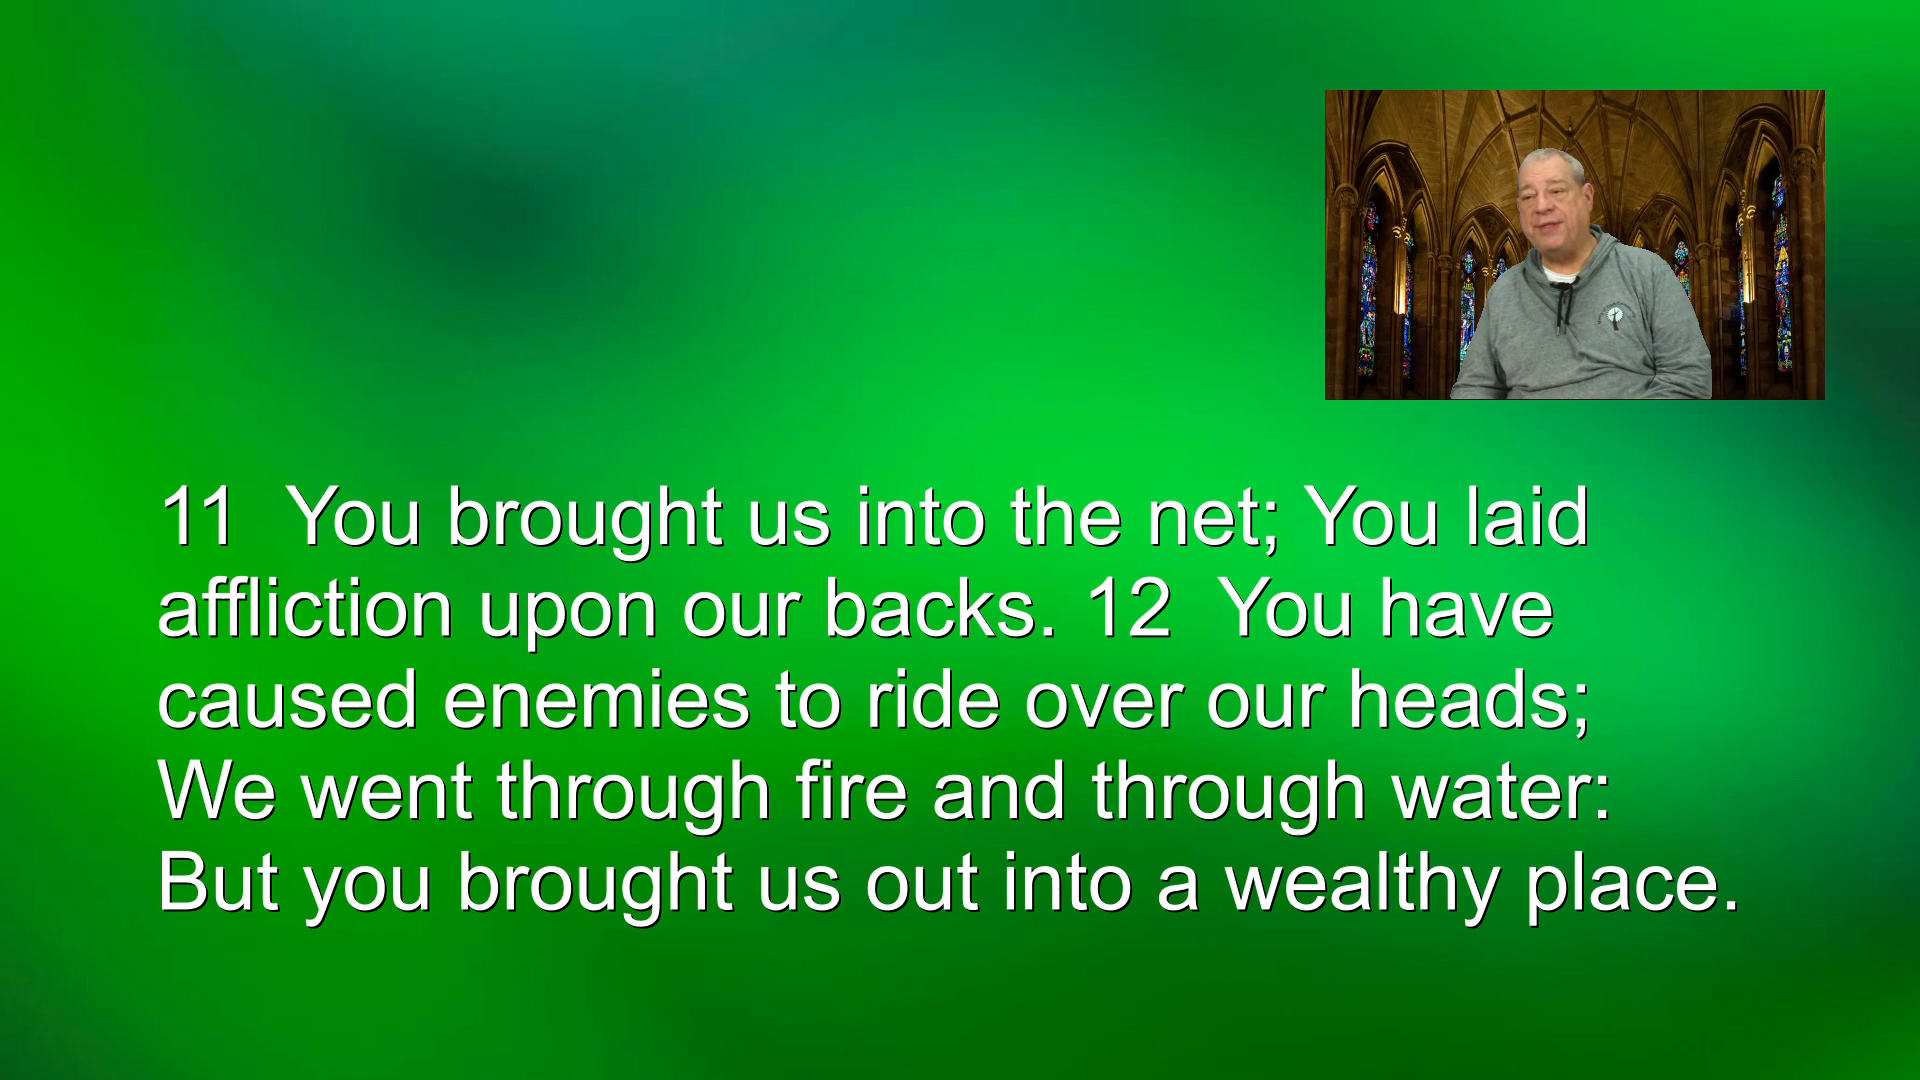 11  You brought us into the net; You laid
affliction upon our backs. 12  You have
caused enemies to ride over our heads;
We went through fire and through water:
But you brought us out into a wealthy place.